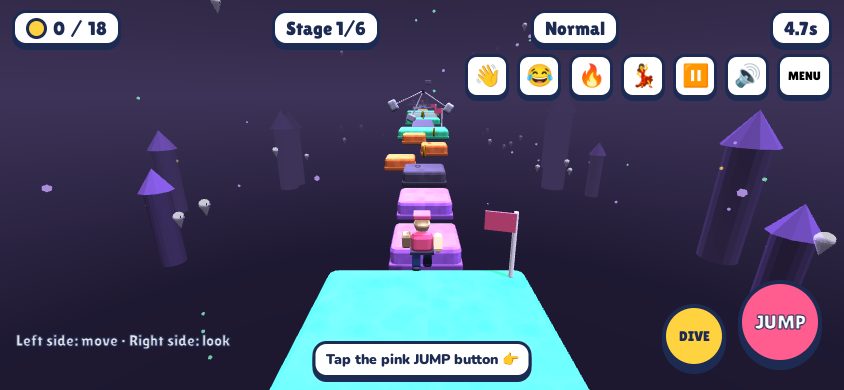 0 / 18
Stage 1/6
Normal
4.7s
MENU
Left side: move · Right side: look
DIVE
JUMP
Tap the pink JUMP button 👉